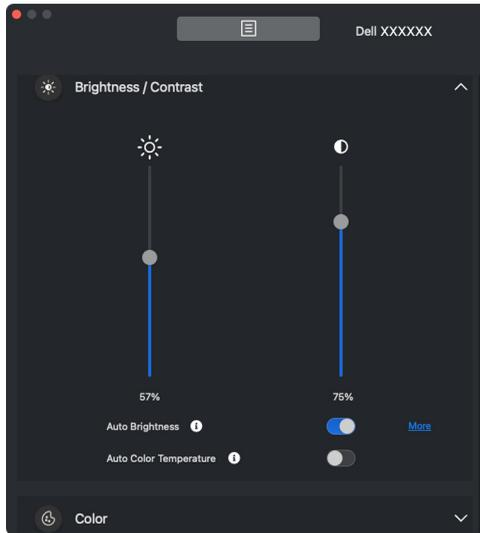 Dell XXXXXX
Brightness / Contrast
57%
75%
Auto Brightness
More
Auto Color Temperature
Color